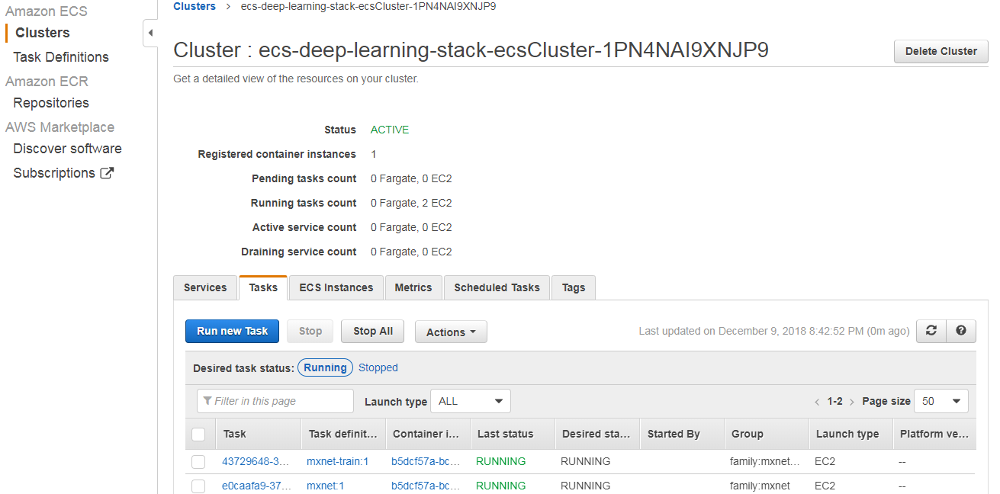 Amazon ECS
Clusters
Task Definitions
Amazon ECR
Repositories
AWS Marketplace
Discover software
Subscriptions
Clusters > ecs-deep-learning-stack-ecsCluster-1PN4NAI9XNJP9
Cluster : ecs-deep-learning-stack-ecsCluster-1PN4NAI9XNJP9
Delete Cluster
Get a detailed view of the resources on your cluster.
Status ACTIVE
Registered container instances 1
Pending tasks count 0 Fargate, 0 EC2
Running tasks count 0 Fargate, 2 EC2
Active service count 0 Fargate, 0 EC2
Draining service count 0 Fargate, 0 EC2
Services Tasks ECS Instances Metrics Scheduled Tasks Tags
Run new Task Stop Stop All Actions Last updated on December 9, 2018 8:42:52 PM (0m ago)
Desired task status: Running Stopped
Filter in this page Launch type ALL < 1-2 > Page size 50
Task Task definit... Container i... Last status Desired sta... Started By Group Launch type Platform ve...
43729648-3... mxnet-train:1 b5dcf57a-bc... RUNNING RUNNING family:mxnet... EC2 --
e0caafa9-37... mxnet:1 b5dcf57a-bc... RUNNING RUNNING family:mxnet EC2 --